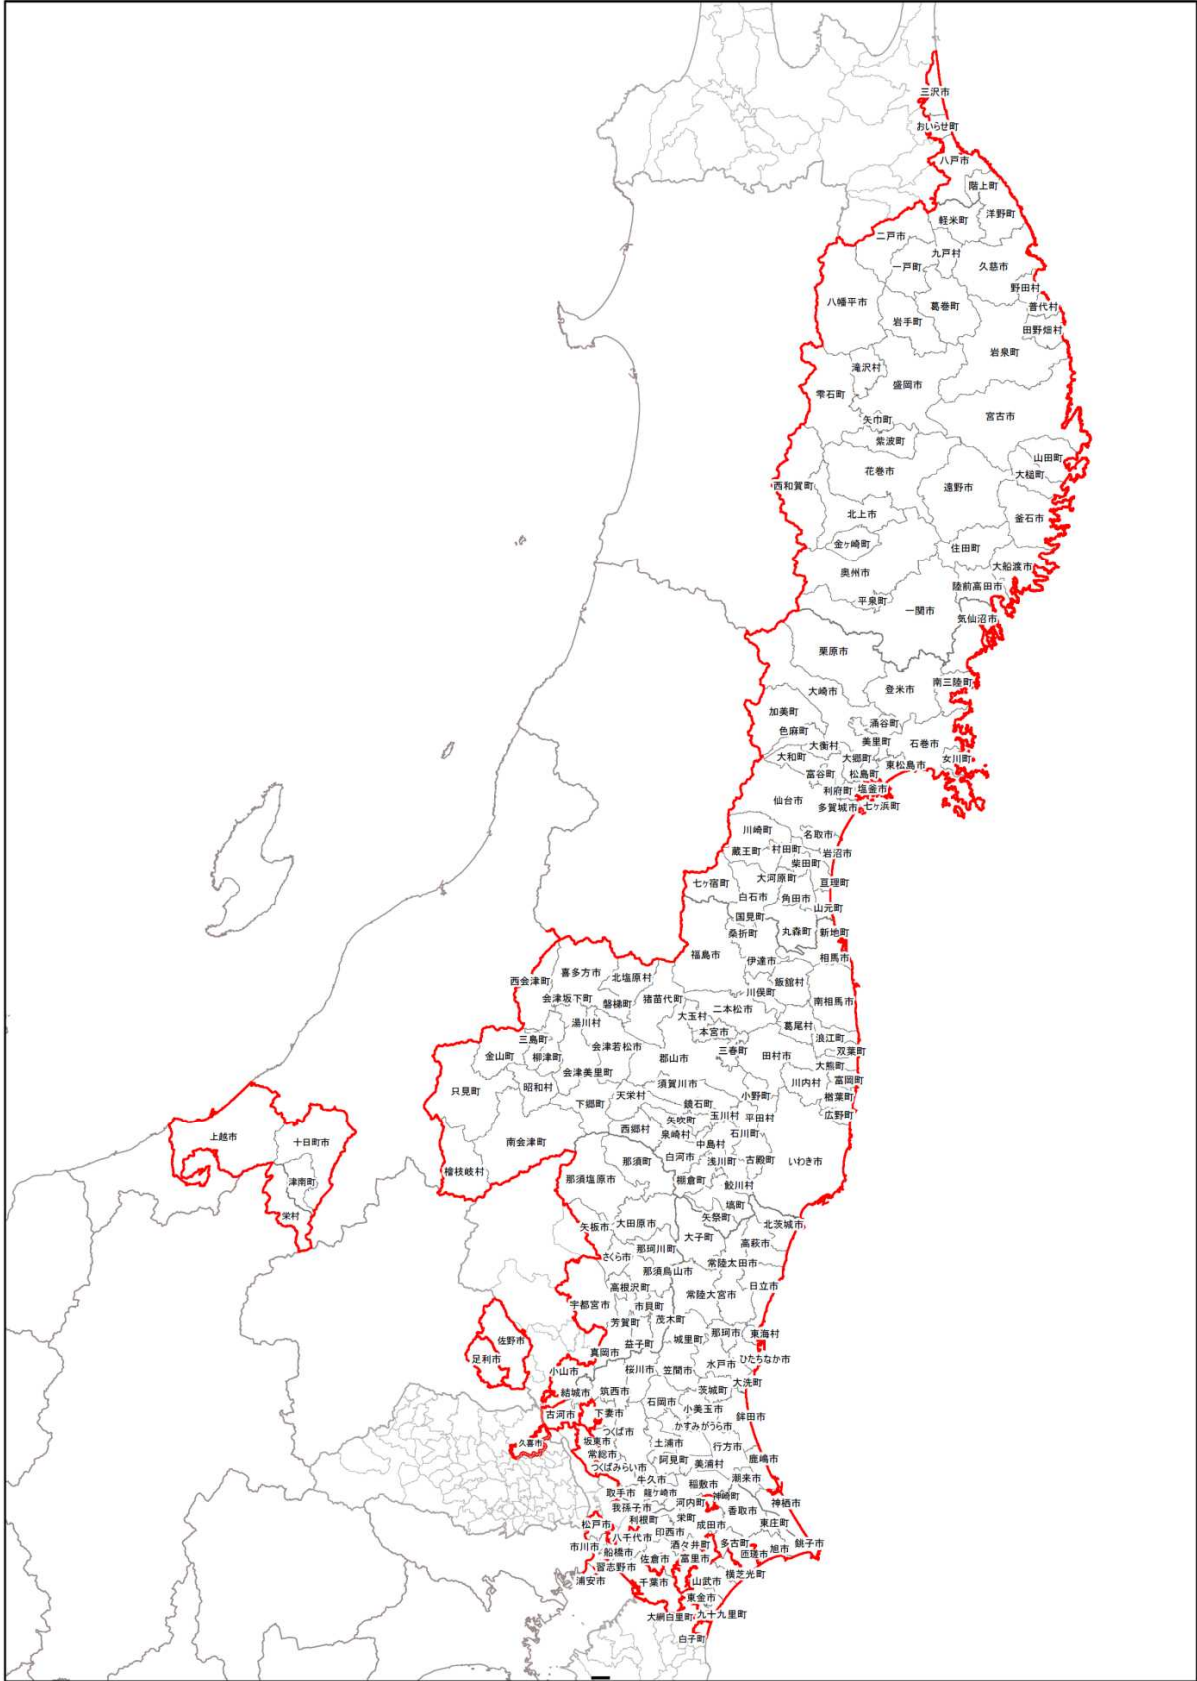 三沢市
おいらせ町
八戸市
階上町
軽米町
洋野町
二戸市
九戸村
一戸町
久慈市
野田村
八幡平市
葛巻町
普代村
岩手町
田野畑村
岩泉町
滝沢村
盛岡市
雫石町
宮古市
矢巾町
紫波町
山田町
花巻市
大槌町
西和賀町
遠野市
北上市
釜石市
金ヶ崎町
住田町
大船渡市
奥州市
陸前高田市
平泉町
一関市
気仙沼市
栗原市
南三陸町
大崎市
登米市
加美町
涌谷町
色麻町
大衡村
美里町
石巻市
大和町
大郷町
東松島市
女川町
富谷町
松島町
利府町
塩釜市
仙台市
多賀城市
七ヶ浜町
川崎町
名取市
蔵王町
村田町
岩沼市
柴田町
七ヶ宿町
大河原町
亘理町
白石市
角田市
山元町
国見町
桑折町
丸森町
新地町
福島市
伊達市
相馬市
喜多方市
北塩原村
西会津町
飯舘村
川俣町
会津坂下町
磐梯町
猪苗代町
二本松市
南相馬市
湯川村
大玉村
本宮市
葛尾村
浪江町
三島町
会津若松市
三春町
双葉町
金山町
柳津町
郡山市
田村市
大熊町
会津美里町
只見町
昭和村
須賀川市
川内村
富岡町
天栄村
小野町
楢葉町
下郷町
鏡石町
玉川村
平田村
広野町
矢吹町
西郷村
泉崎村
石川町
上越市
十日町市
南会津町
中島村
檜枝岐村
那須町
白河市
浅川町
古殿町
いわき市
津南町
那須塩原市
棚倉町
鮫川村
栄村
塙町
矢板市
大田原市
矢祭町
北茨城市
大子町
高萩市
さくら市
那珂川町
常陸太田市
那須烏山市
高根沢町
常陸大宮市
日立市
宇都宮市
市貝町
芳賀町
茂木町
佐野市
益子町
城里町
那珂市
東海村
足利市
真岡市
ひたちなか市
小山市
桜川市
笠間市
水戸市
結城市
筑西市
茨城町
大洗町
石岡市
古河市
下妻市
小美玉市
鉾田市
かすみがうら市
つくば市
久喜市
坂東市
土浦市
行方市
常総市
阿見町
美浦村
鹿嶋市
つくばみらい市
牛久市
潮来市
取手市
龍ヶ崎市
稲敷市
神崎町
神栖市
我孫子市
河内町
香取市
松戸市
利根町
栄町
成田市
東庄町
八千代市
印西市
市川市
酒々井町
多古町
旭市
銚子市
船橋市
佐倉市
富里市
匝瑳市
習志野市
横芝光町
浦安市
千葉市
山武市
東金市
大網白里町
九十九里町
白子町